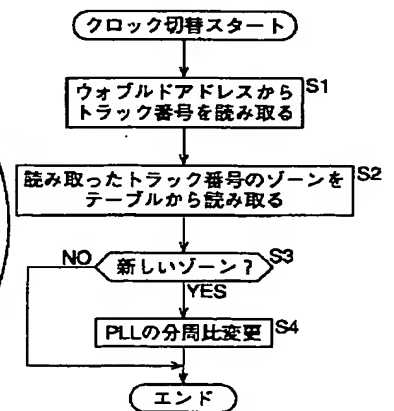 クロック切替スタート
ウォブルドアドレスから
トラック番号を読み取る
S1
読み取ったトラック番号のゾーンを
テーブルから読み取る
S2
新しいゾーン？
S3
NO
YES
PLLの分周比変更
S4
エンド